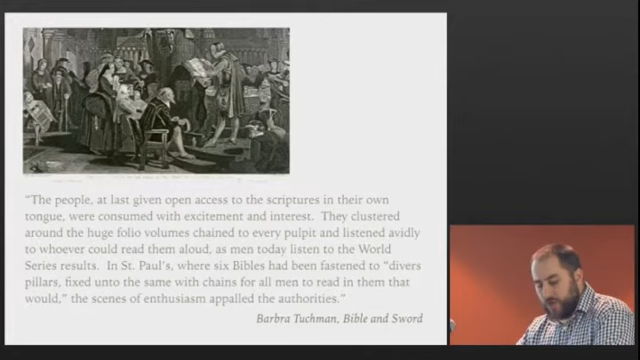 “The people, at last given open access to the scriptures in their own
tongue, were consumed with excitement and interest.  They clustered
around the huge folio volumes chained to every pulpit and listened avidly
to whoever could read them aloud, as men today listen to the World
Series results.  In St. Paul’s, where six Bibles had been fastened to “divers
pillars, fixed unto the same with chains for all men to read in them that
would,” the scenes of enthusiasm appalled the authorities.”
Barbra Tuchman, Bible and Sword